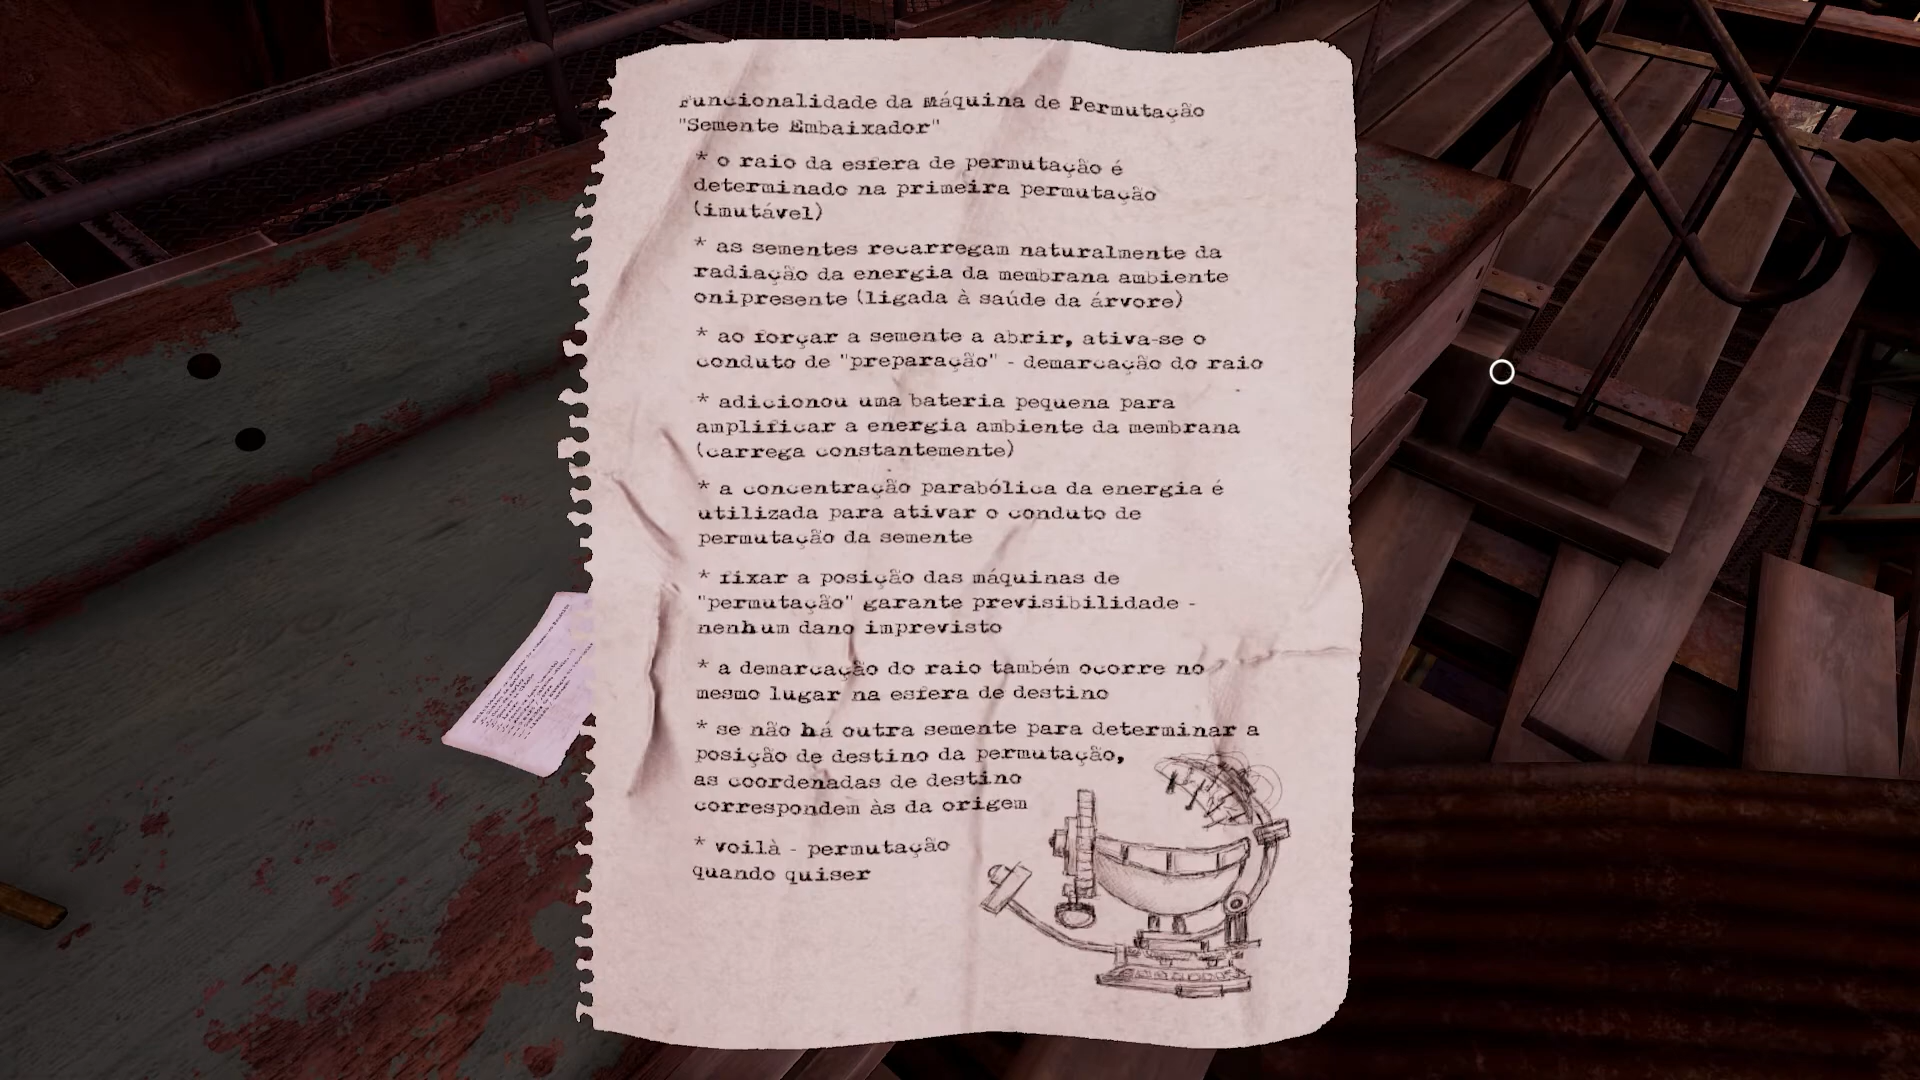 Funcionalidade da Máquina de Permutação
"Semente Embaixador"
* o raio da esfera de permutação é
determinado na primeira permutação
(imutável)
* as sementes recarregam naturalmente da
radiação da energia da membrana ambiente
onipresente (ligada à saúde da árvore)
* ao forçar a semente a abrir, ativa-se o
conduto de "preparação" - demarcação do raio
* adicionou uma bateria pequena para
amplificar a energia ambiente da membrana
(carrega constantemente)
* a concentração parabólica da energia é
utilizada para ativar o conduto de
permutação da semente
* fixar a posição das máquinas de
"permutação" garante previsibilidade -
nenhum dano imprevisto
* a demarcação do raio também ocorre no
mesmo lugar na esfera de destino
* se não há outra semente para determinar a
posição de destino da permutação,
as coordenadas de destino
correspondem às da origem
* voilà - permutação
quando quiser